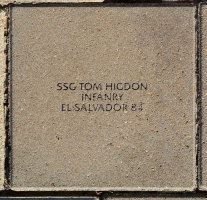 SSG TOM HIGDON
INFANRY
EL SALVADOR 84